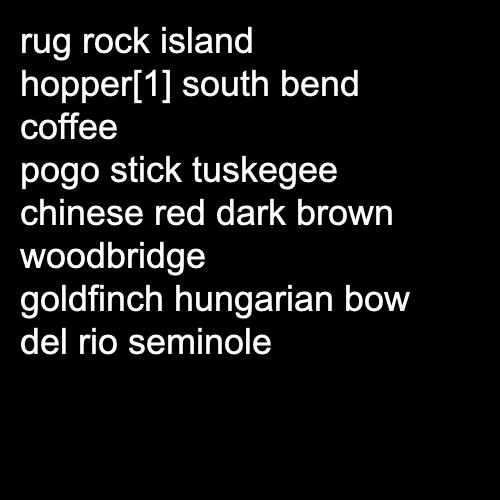 rug rock island
hopper[1] south bend
coffee
pogo stick tuskegee
chinese red dark brown
woodbridge
goldfinch hungarian bow
del rio seminole